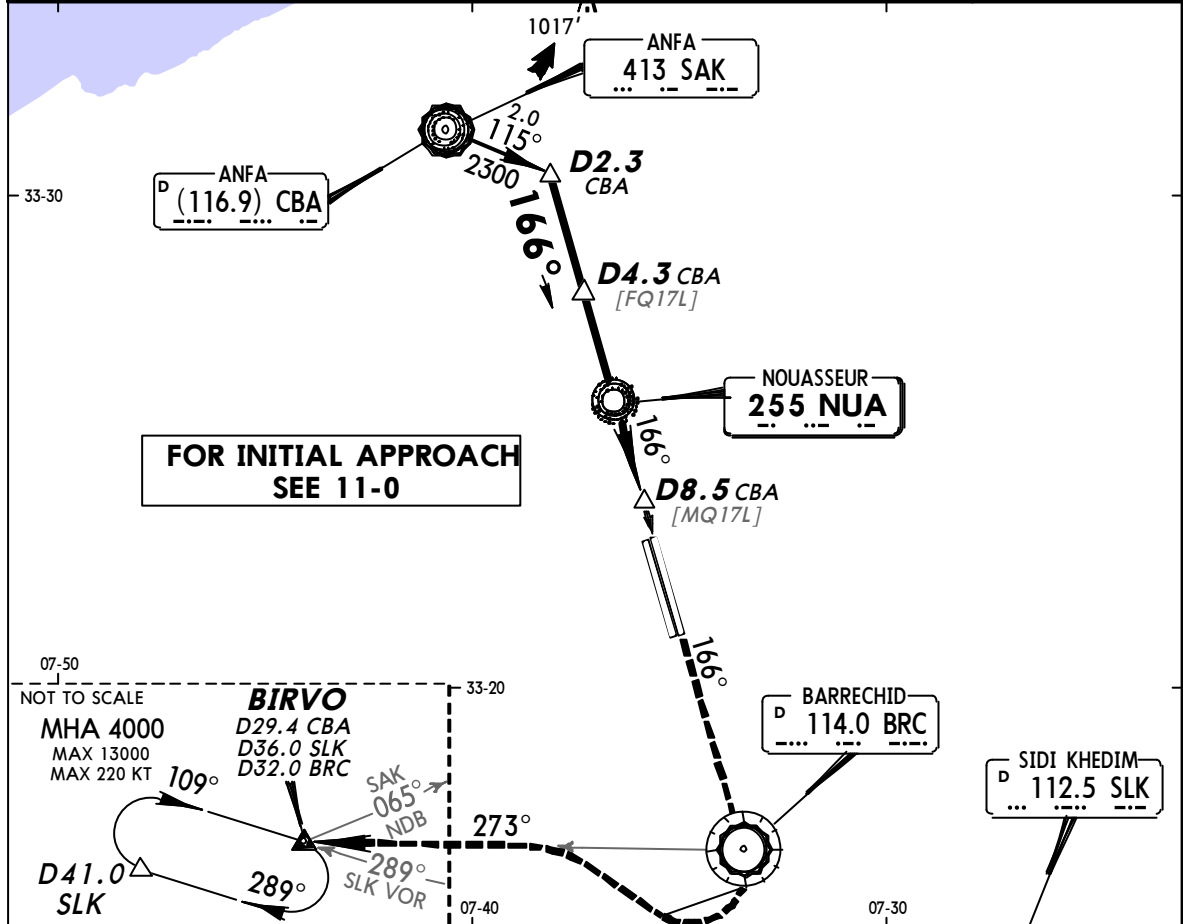 1017'
ANFA
413 SAK
2.0
115°
2300
D2.3
CBA
ANFA
D (116.9) CBA
33-30
166°
D4.3 CBA
[FQ17L]
NOUASSEUR
255 NUA
166°
FOR INITIAL APPROACH
SEE 11-0
D8.5 CBA
[MQ17L]
166°
07-50
33-20
NOT TO SCALE
MHA 4000
MAX 13000
MAX 220 KT
BIRVO
D29.4 CBA
D36.0 SLK
D32.0 BRC
BARRECHID
D 114.0 BRC
SIDI KHEDIM
D 112.5 SLK
109°
SAK
065°
NDB
273°
289°
SLK VOR
D41.0
SLK
289°
07-40
07-30